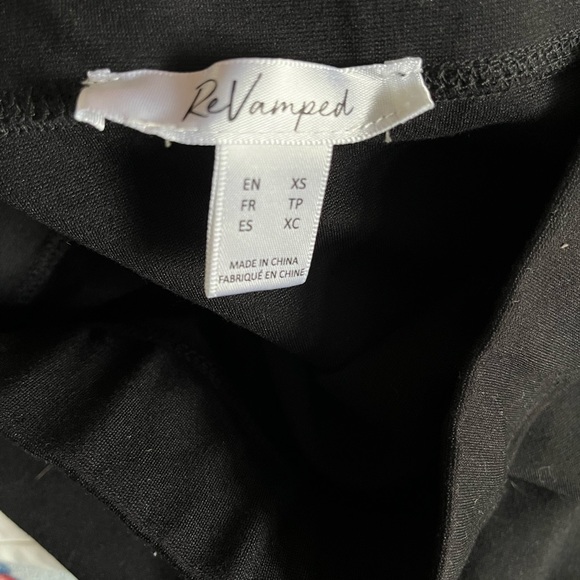 ReVamped
EN XS
FR TP
ES XC
MADE IN CHINA
FABRIQUÉ EN CHINE